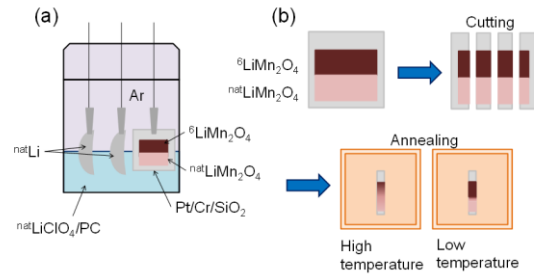 (a)
Ar
⁶LiMn₂O₄
ⁿᵃᵗLi
ⁿᵃᵗLiMn₂O₄
Pt/Cr/SiO₂
ⁿᵃᵗLiClO₄/PC
(b)
Cutting
⁶LiMn₂O₄
ⁿᵃᵗLiMn₂O₄
Annealing
High
temperature
Low
temperature